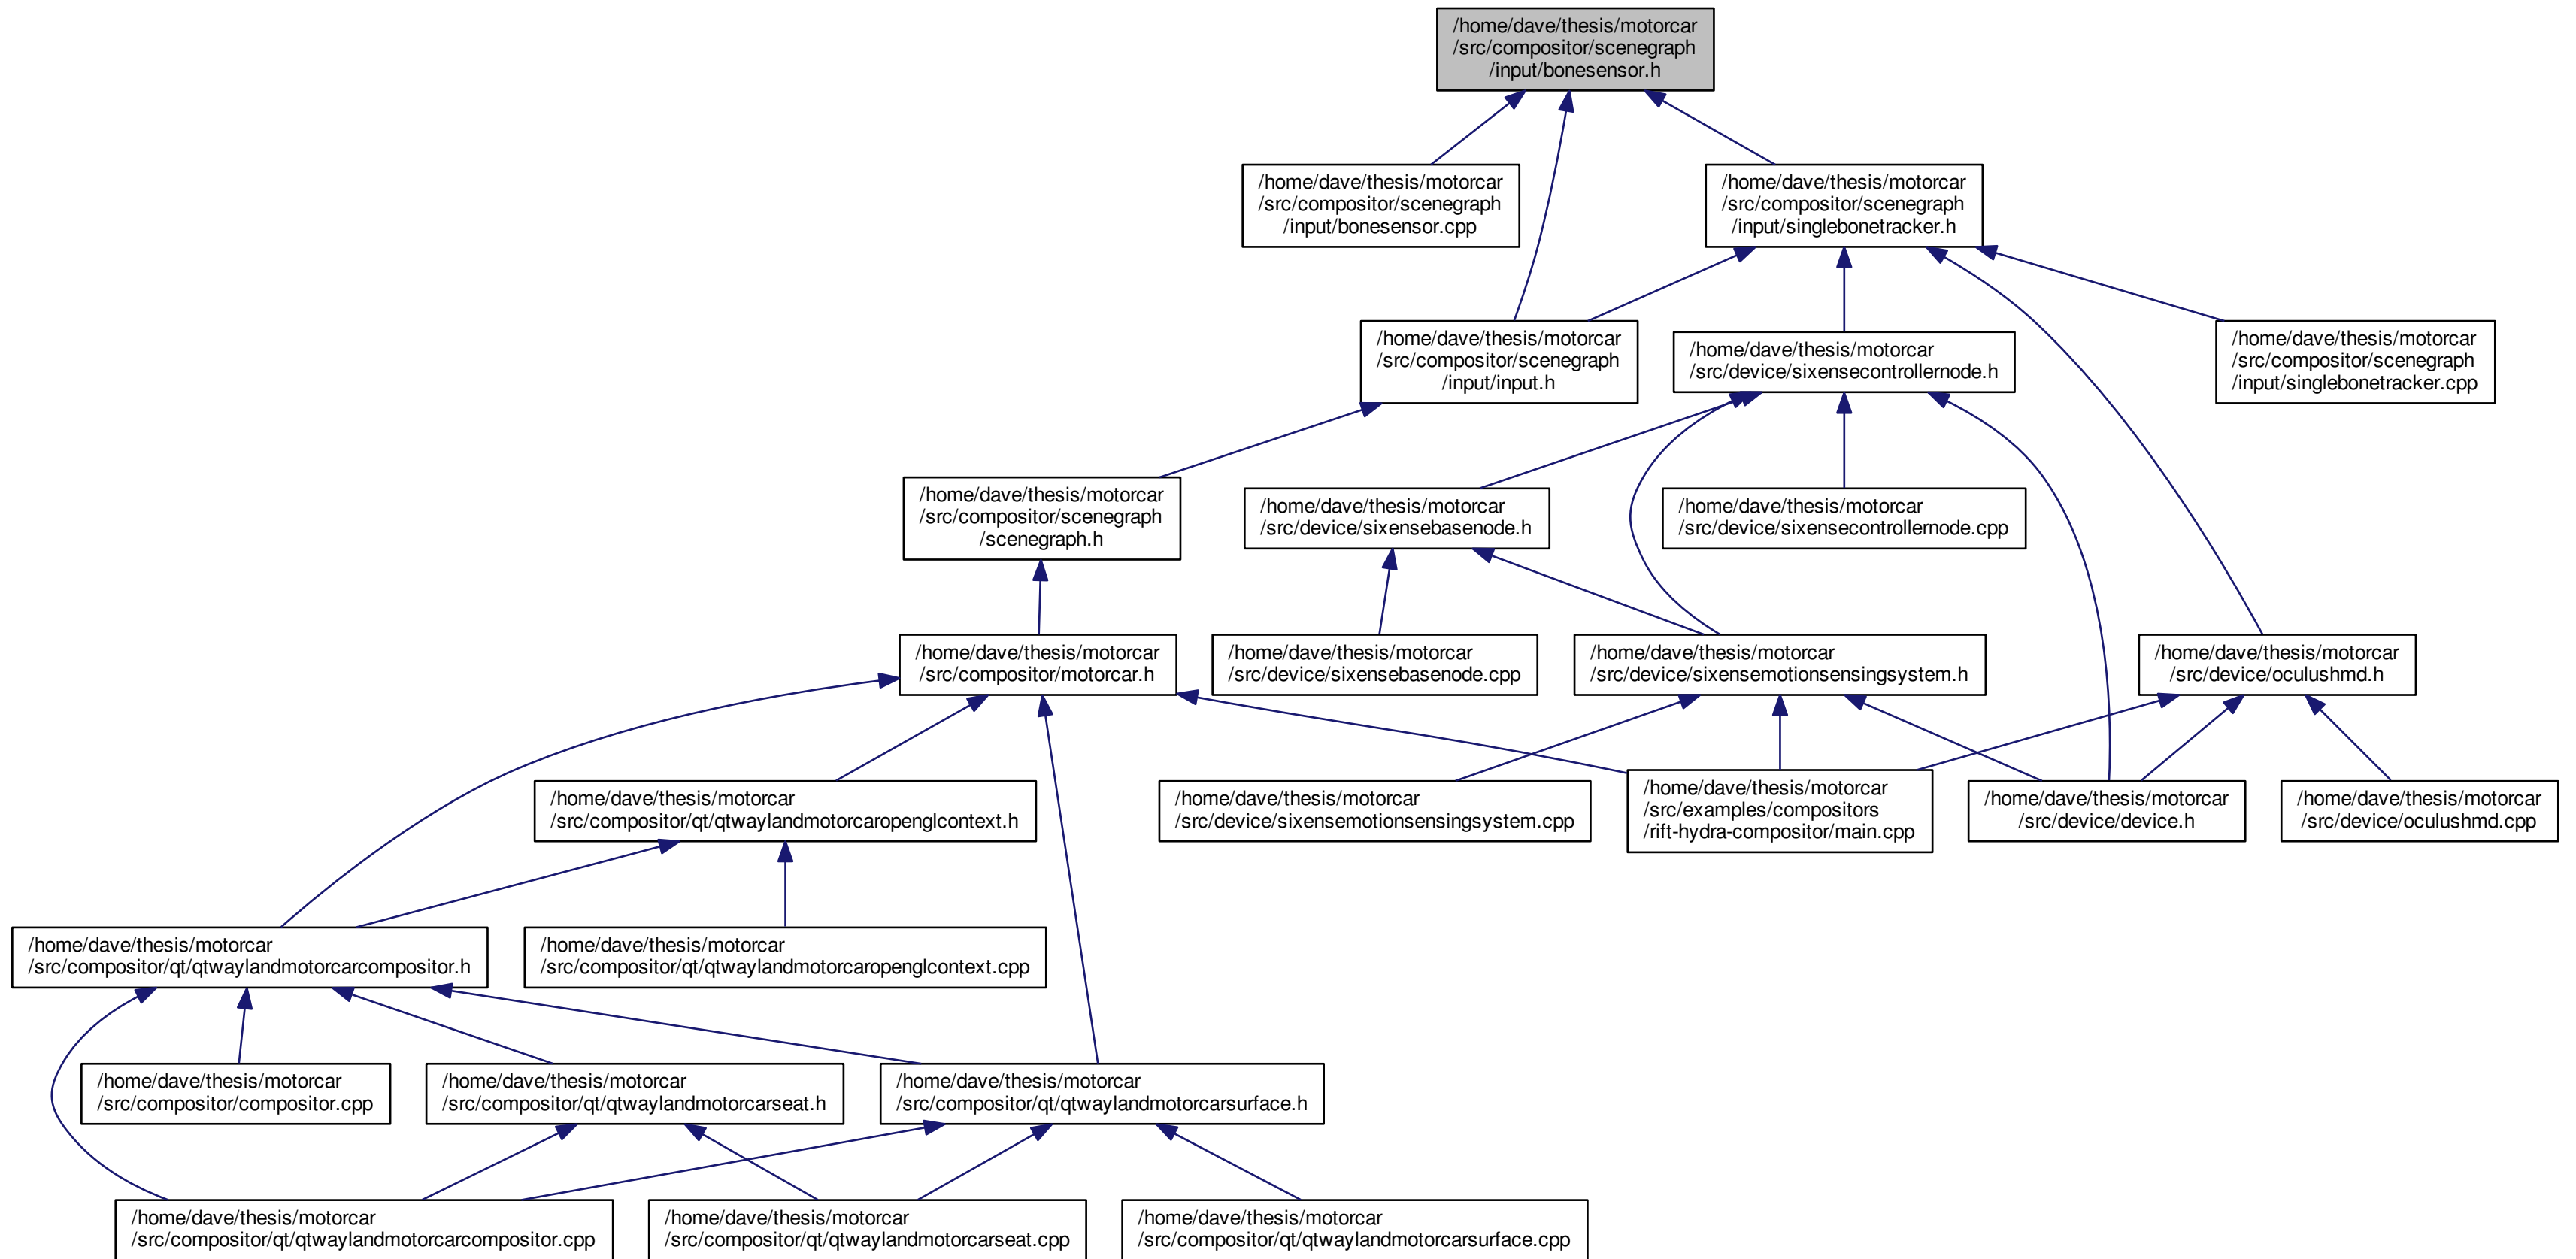 /home/dave/thesis/motorcar
/src/compositor/scenegraph
/input/bonesensor.h
/home/dave/thesis/motorcar
/src/compositor/scenegraph
/input/bonesensor.cpp
/home/dave/thesis/motorcar
/src/compositor/scenegraph
/input/singlebonetracker.h
/home/dave/thesis/motorcar
/src/compositor/scenegraph
/input/input.h
/home/dave/thesis/motorcar
/src/device/sixensecontrollernode.h
/home/dave/thesis/motorcar
/src/compositor/scenegraph
/input/singlebonetracker.cpp
/home/dave/thesis/motorcar
/src/compositor/scenegraph
/scenegraph.h
/home/dave/thesis/motorcar
/src/device/sixensebasenode.h
/home/dave/thesis/motorcar
/src/device/sixensecontrollernode.cpp
/home/dave/thesis/motorcar
/src/compositor/motorcar.h
/home/dave/thesis/motorcar
/src/device/sixensebasenode.cpp
/home/dave/thesis/motorcar
/src/device/sixensemotionsensingsystem.h
/home/dave/thesis/motorcar
/src/device/oculushmd.h
/home/dave/thesis/motorcar
/src/compositor/qt/qtwaylandmotorcaropenglcontext.h
/home/dave/thesis/motorcar
/src/device/sixensemotionsensingsystem.cpp
/home/dave/thesis/motorcar
/src/examples/compositors
/rift-hydra-compositor/main.cpp
/home/dave/thesis/motorcar
/src/device/device.h
/home/dave/thesis/motorcar
/src/device/oculushmd.cpp
/home/dave/thesis/motorcar
/src/compositor/qt/qtwaylandmotorcarcompositor.h
/home/dave/thesis/motorcar
/src/compositor/qt/qtwaylandmotorcaropenglcontext.cpp
/home/dave/thesis/motorcar
/src/compositor/compositor.cpp
/home/dave/thesis/motorcar
/src/compositor/qt/qtwaylandmotorcarseat.h
/home/dave/thesis/motorcar
/src/compositor/qt/qtwaylandmotorcarsurface.h
/home/dave/thesis/motorcar
/src/compositor/qt/qtwaylandmotorcarcompositor.cpp
/home/dave/thesis/motorcar
/src/compositor/qt/qtwaylandmotorcarseat.cpp
/home/dave/thesis/motorcar
/src/compositor/qt/qtwaylandmotorcarsurface.cpp